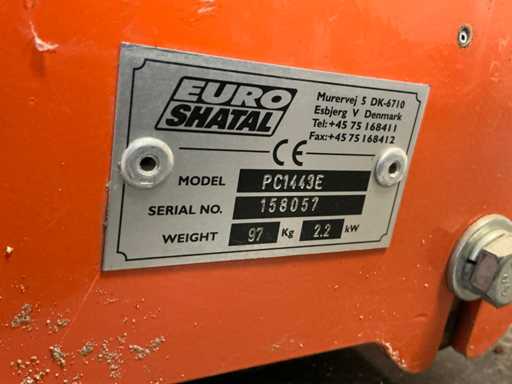 EURO
SHATAL
Murervej 5 DK-6710
Esbjerg V Denmark
Tel:+45 75 168411
Fax:+45 75 168412
CE
MODEL PC1443E
SERIAL NO. 158057
WEIGHT 97 Kg 2.2 kW